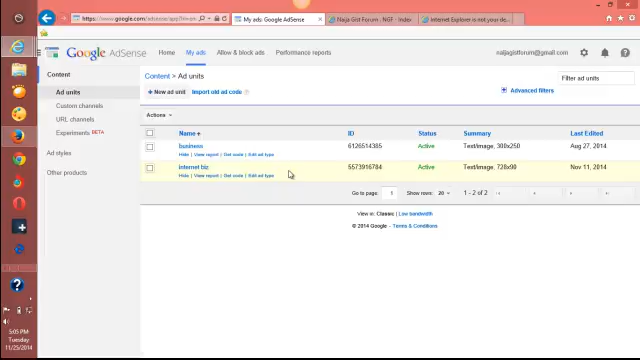 https://www.google.com/adsense/app?hl=en
My ads: Google AdSense
Naija Gist Forum : NGF - Index
Internet Explorer is not your de
Google AdSense
Home
My ads
Allow & block ads
Performance reports
naijagistforum@gmail.com
Content
Ad units
Custom channels
URL channels
Experiments BETA
Ad styles
Other products
Content > Ad units
Filter ad units
+ New ad unit
Import old ad code
Advanced filters
Actions
Name ID Status Summary Last Edited
business 6126514385 Active Text/image, 300x250 Aug 27, 2014
Hide | View report | Get code | Edit ad type
internet biz 5573916784 Active Text/image, 728x90 Nov 11, 2014
Hide | View report | Get code | Edit ad type
Go to page: 1 Show rows: 20 1 - 2 of 2
View in: Classic | Low bandwidth
© 2014 Google - Terms & Conditions
5:05 PM
Tuesday
11/25/2014